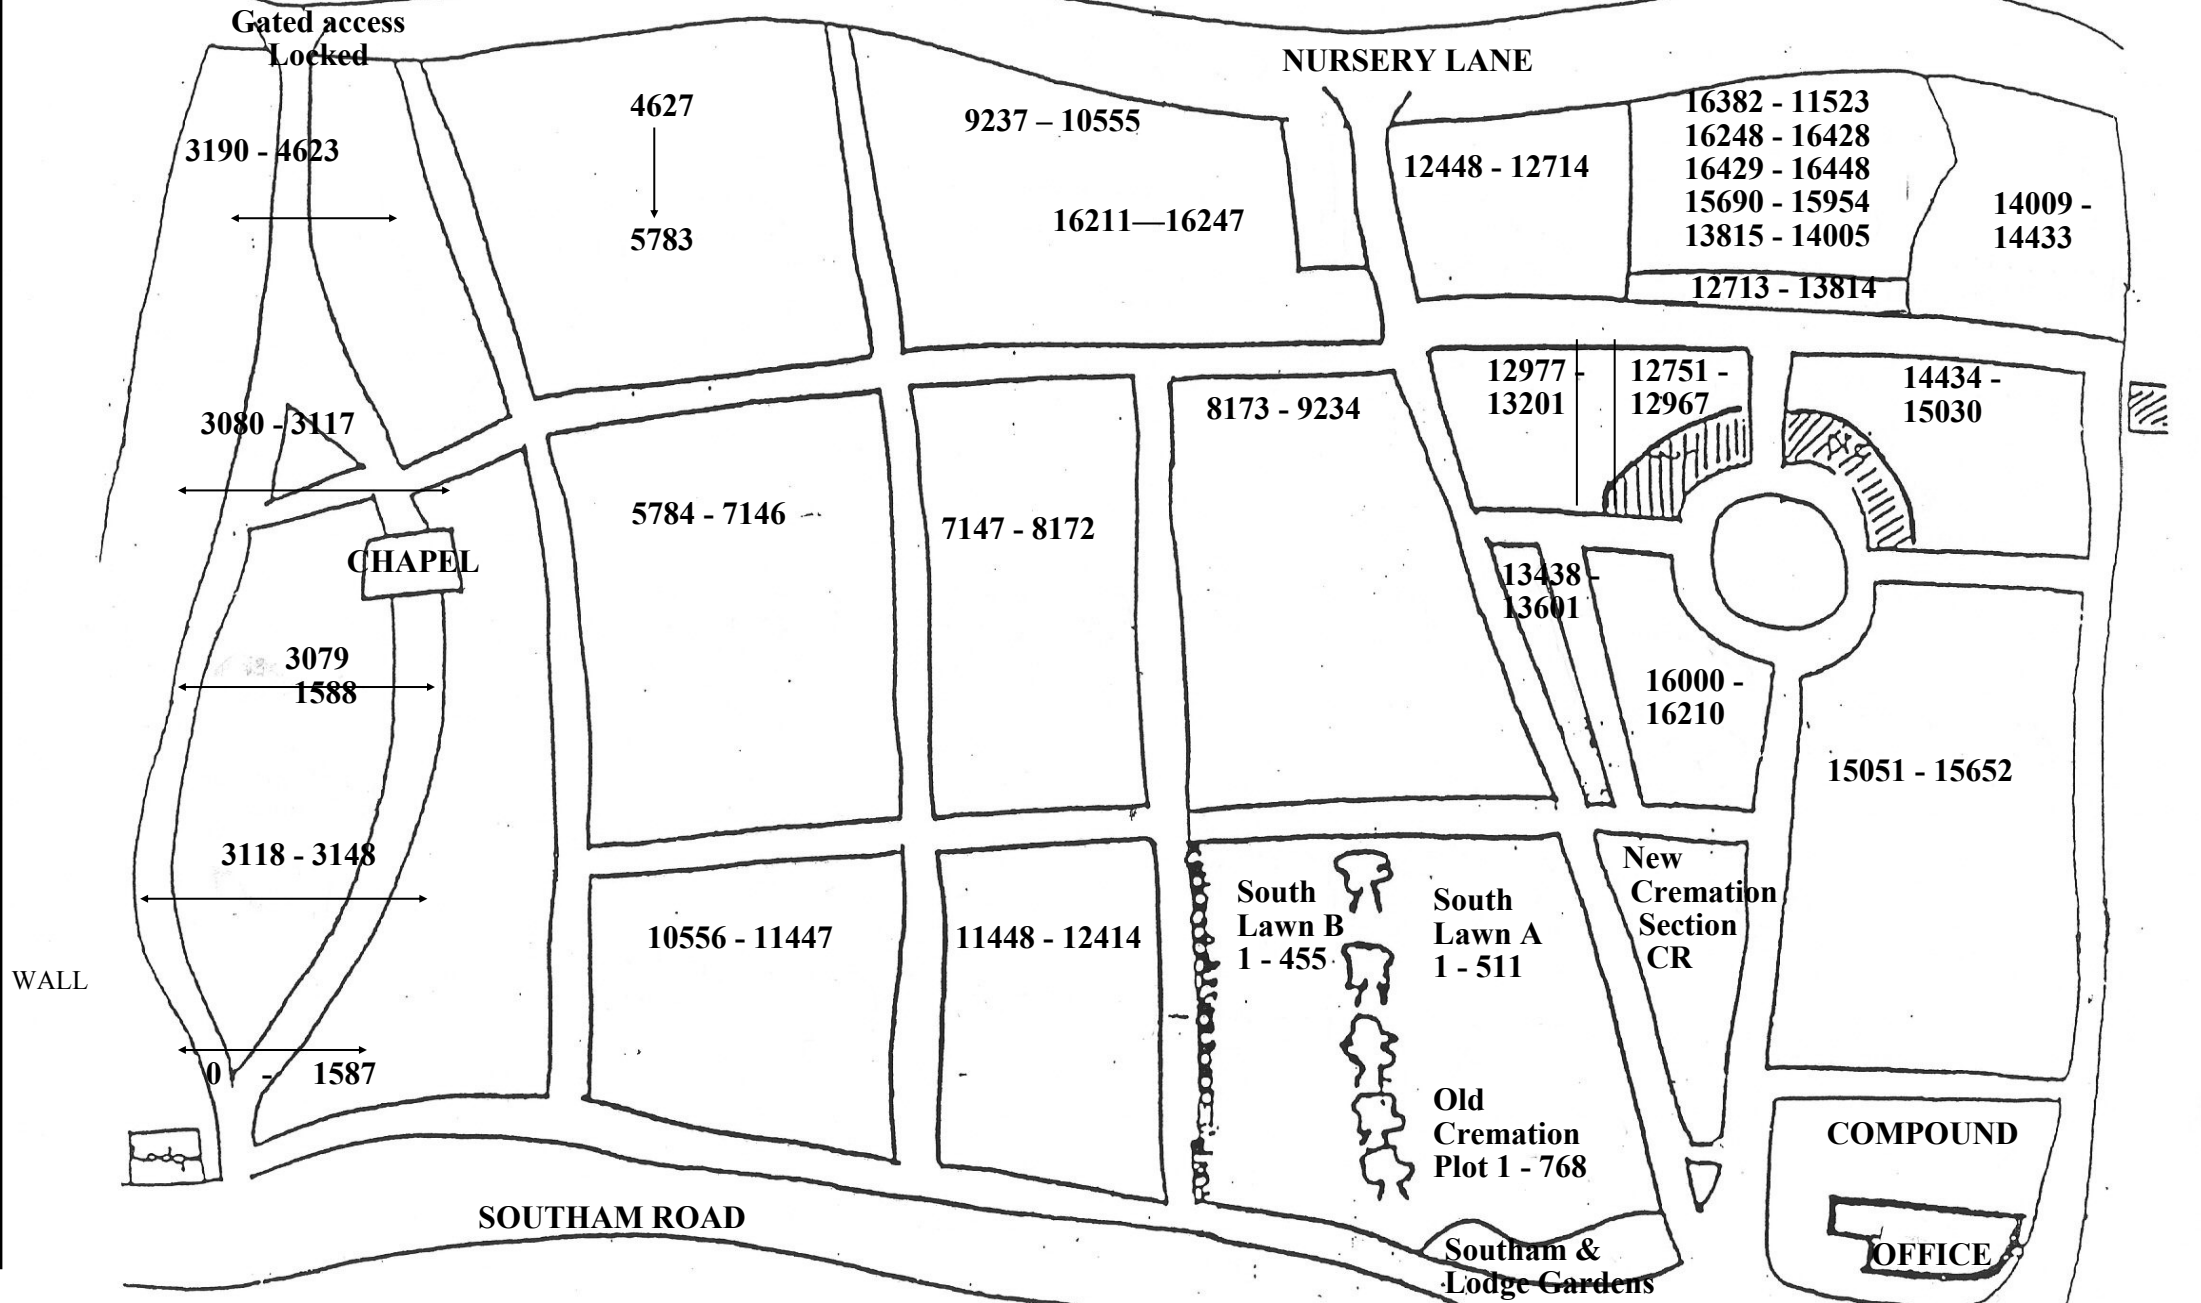 Gated access
Locked
NURSERY LANE
3190 - 4623
4627
5783
9237 – 10555
16211—16247
12448 - 12714
16382 - 11523
16248 - 16428
16429 - 16448
15690 - 15954
13815 - 14005
12713 - 13814
14009 -
14433
3080 - 3117
8173 - 9234
12977 -
13201
12751 -
12967
14434 -
15030
CHAPEL
5784 - 7146
7147 - 8172
13438 -
13601
3079
1588
16000 -
16210
15051 - 15652
3118 - 3148
10556 - 11447
11448 - 12414
South
Lawn B
1 - 455
South
Lawn A
1 - 511
New
Cremation
Section
CR
WALL
0 - 1587
Old
Cremation
Plot 1 - 768
COMPOUND
SOUTHAM ROAD
Southam &
Lodge Gardens
OFFICE